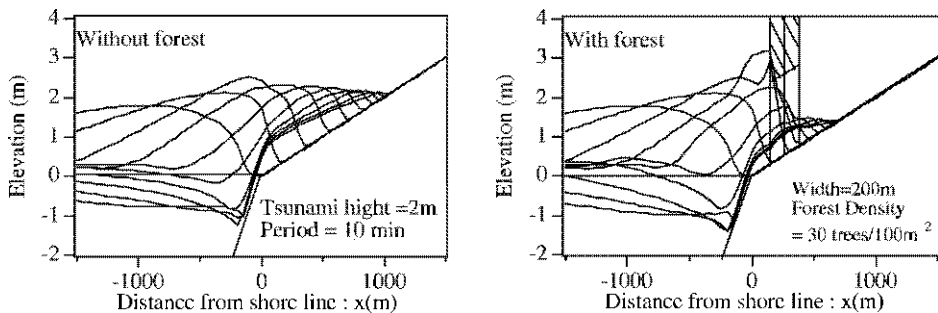 Without forest
Elevation (m)
4
3
2
1
0
-1
-2
Tsunami hight =2m
Period = 10 min
-1000
0
1000
Distance from shore line : x(m)
With forest
Elevation (m)
4
3
2
1
0
-1
-2
Width=200m
Forest Density
= 30 trees/100m²
-1000
0
1000
Distance from shore line : x(m)